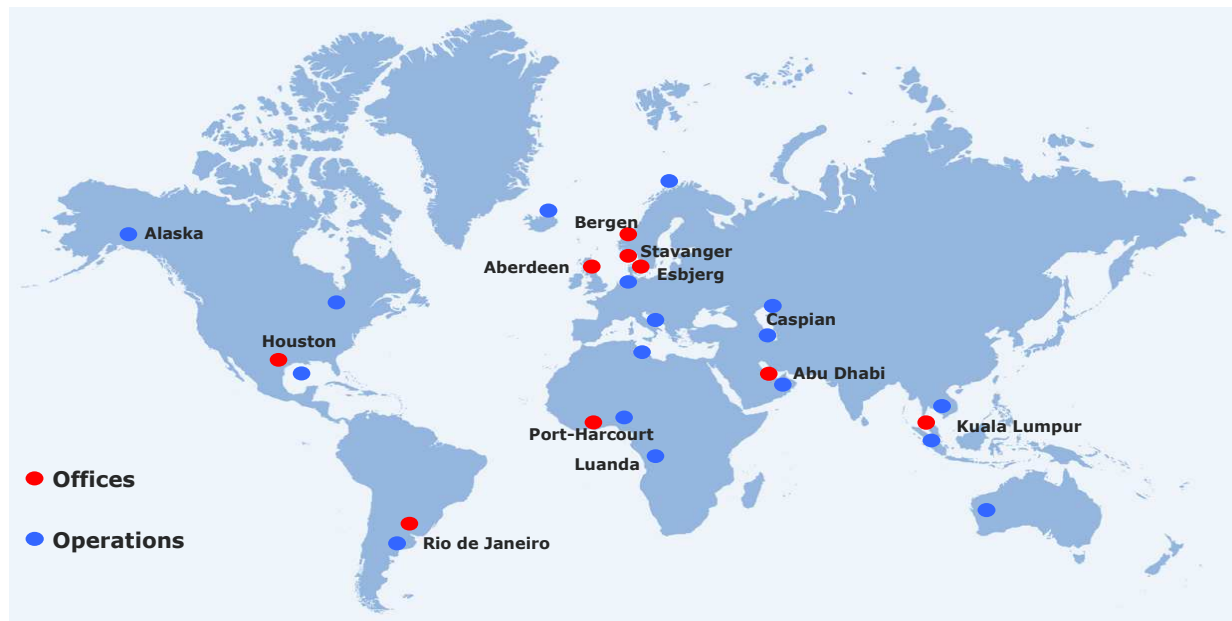 Bergen
Alaska
Stavanger
Aberdeen
Esbjerg
Caspian
Houston
Abu Dhabi
Kuala Lumpur
Port-Harcourt
Luanda
Offices
Operations
Rio de Janeiro